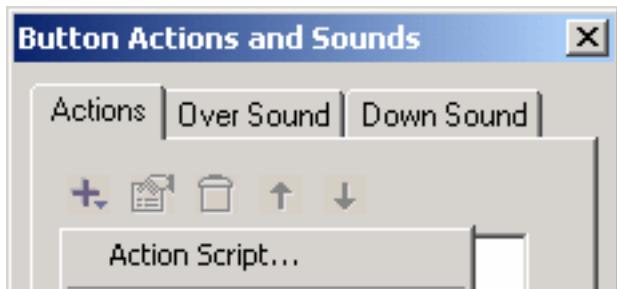 Button Actions and Sounds
Actions Over Sound Down Sound
Action Script...